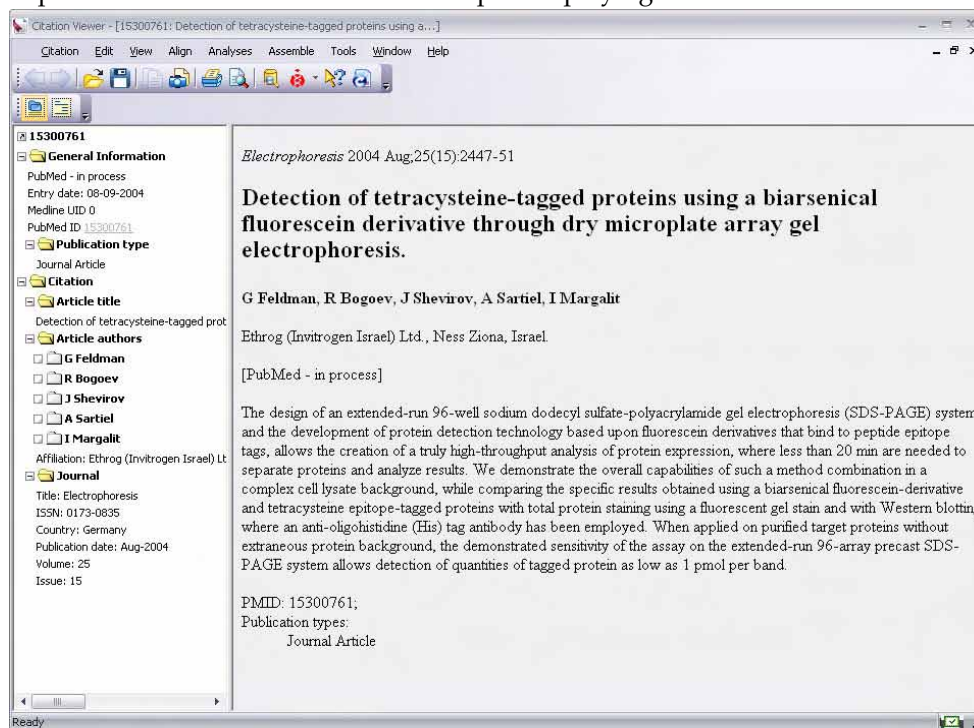 Citation Viewer - [15300761: Detection of tetracysteine-tagged proteins using a...]
Citation Edit View Align Analyses Assemble Tools Window Help
15300761
General Information
PubMed - in process
Entry date: 08-09-2004
Medline UID 0
PubMed ID 15300761
Publication type
Journal Article
Citation
Article title
Detection of tetracysteine-tagged prot
Article authors
G Feldman
R Bogoev
J Shevirov
A Sartiel
I Margalit
Affiliation: Ethrog (Invitrogen Israel) Lt
Journal
Title: Electrophoresis
ISSN: 0173-0835
Country: Germany
Publication date: Aug-2004
Volume: 25
Issue: 15
Electrophoresis 2004 Aug;25(15):2447-51
Detection of tetracysteine-tagged proteins using a biarsenical
fluorescein derivative through dry microplate array gel
electrophoresis.
G Feldman, R Bogoev, J Shevirov, A Sartiel, I Margalit
Ethrog (Invitrogen Israel) Ltd., Ness Ziona, Israel.
[PubMed - in process]
The design of an extended-run 96-well sodium dodecyl sulfate-polyacrylamide gel electrophoresis (SDS-PAGE) system
and the development of protein detection technology based upon fluorescein derivatives that bind to peptide epitope
tags, allows the creation of a truly high-throughput analysis of protein expression, where less than 20 min are needed to
separate proteins and analyze results. We demonstrate the overall capabilities of such a method combination in a
complex cell lysate background, while comparing the specific results obtained using a biarsenical fluorescein-derivative
and tetracysteine epitope-tagged proteins with total protein staining using a fluorescent gel stain and with Western blotting
where an anti-oligohistidine (His) tag antibody has been employed. When applied on purified target proteins without
extraneous protein background, the demonstrated sensitivity of the assay on the extended-run 96-array precast SDS-
PAGE system allows detection of quantities of tagged protein as low as 1 pmol per band.
PMID: 15300761;
Publication types:
Journal Article
Ready